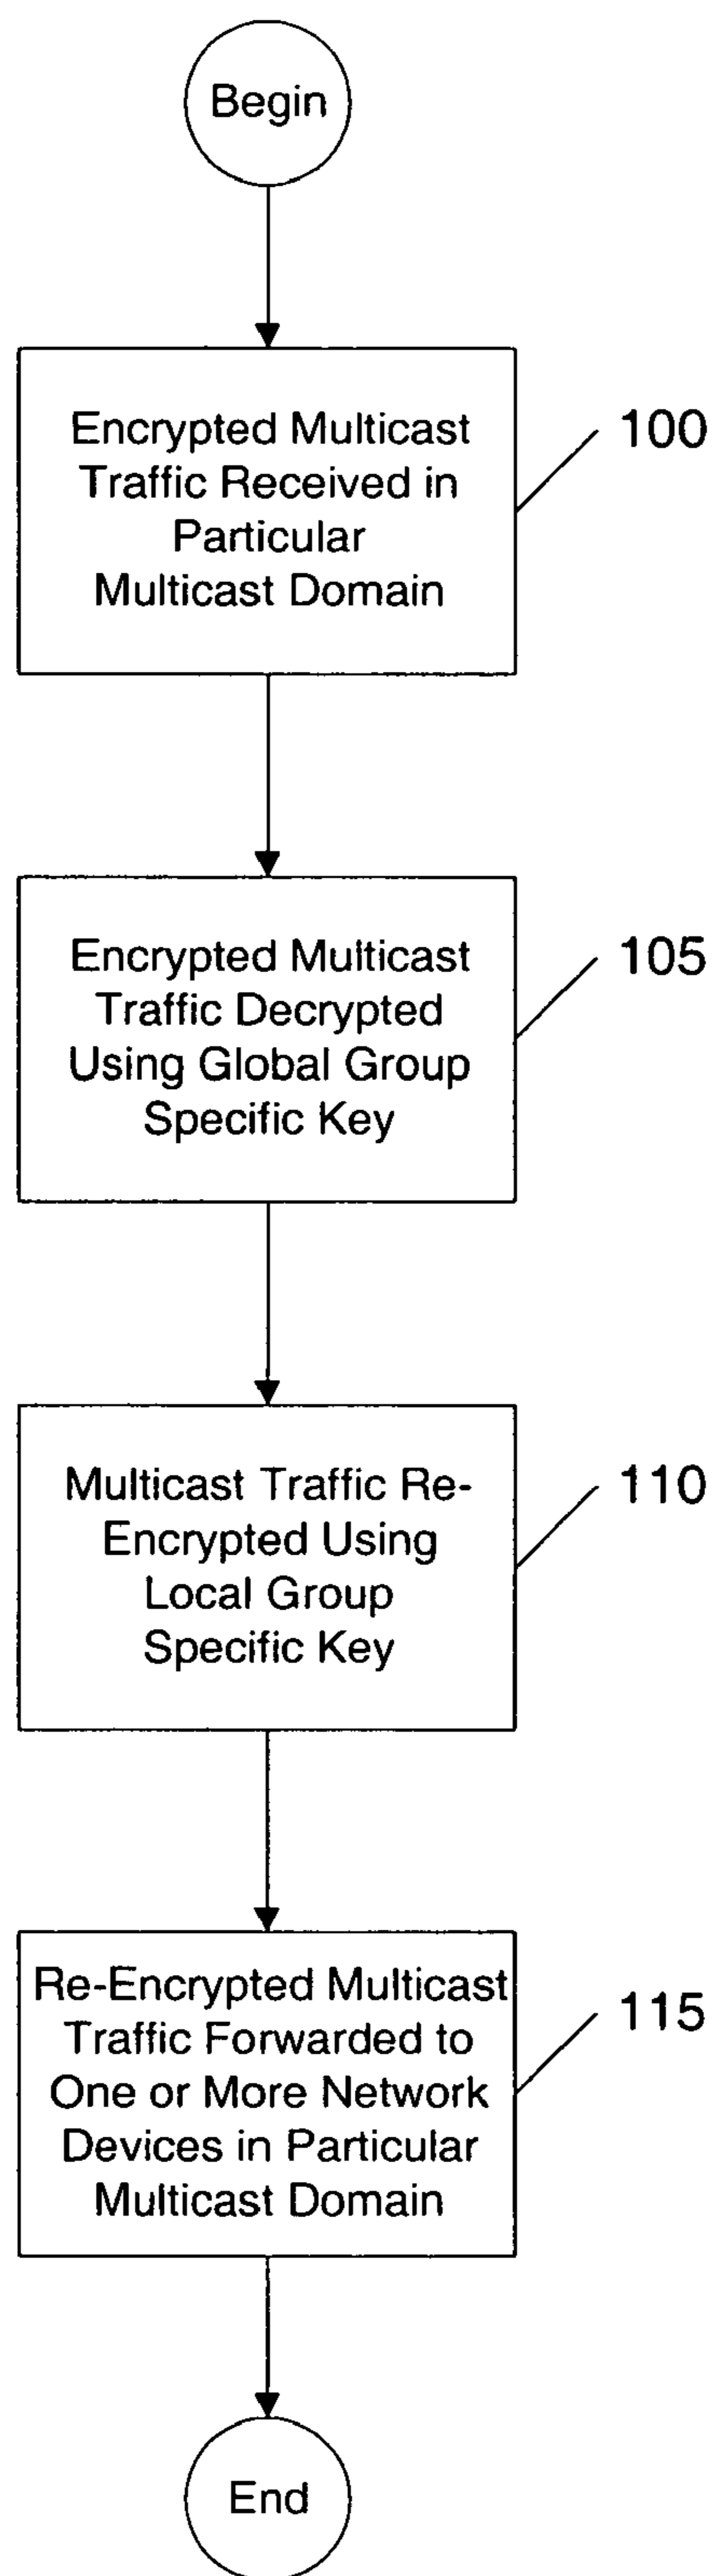 Begin
Encrypted Multicast
Traffic Received in
Particular
Multicast Domain
100
Encrypted Multicast
Traffic Decrypted
Using Global Group
Specific Key
105
Multicast Traffic Re-
Encrypted Using
Local Group
Specific Key
110
Re-Encrypted Multicast
Traffic Forwarded to
One or More Network
Devices in Particular
Multicast Domain
115
End